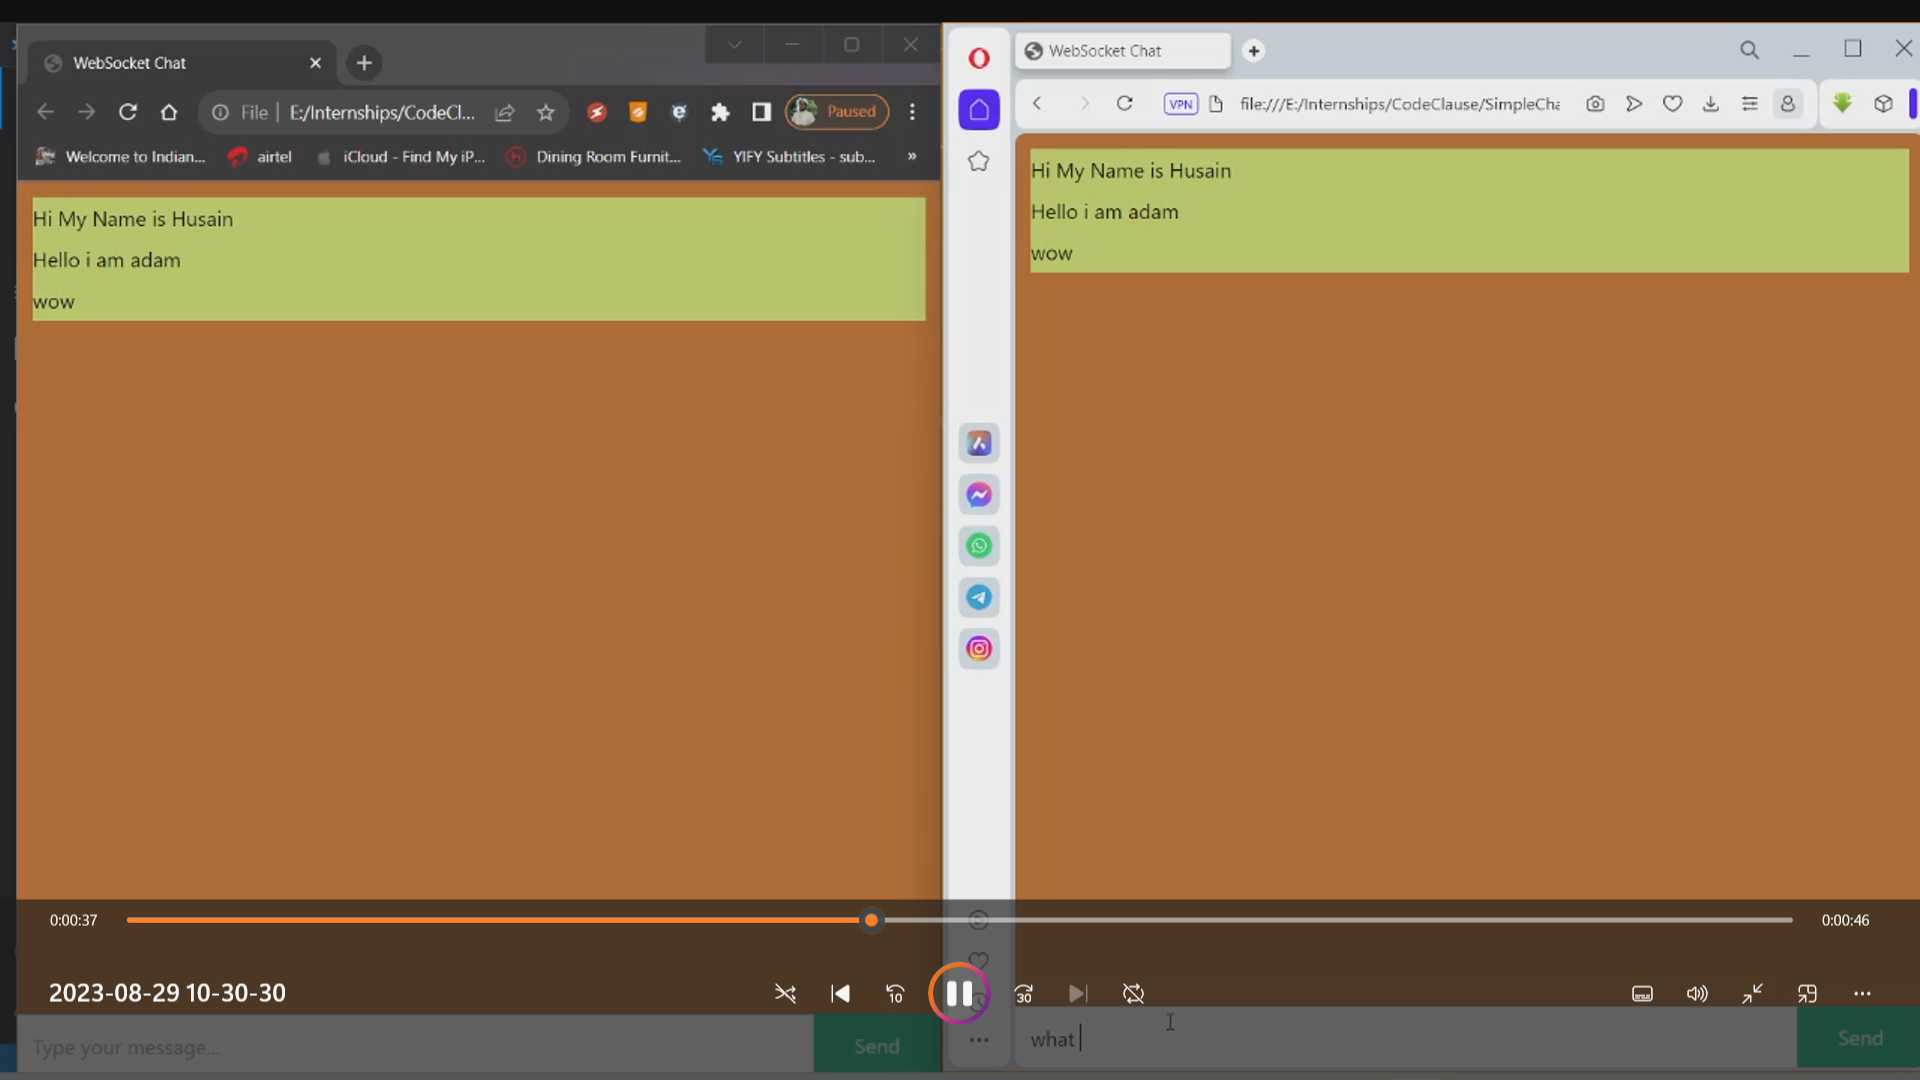 WebSocket Chat
File
E:/Internships/CodeCl...
Paused
Welcome to Indian...
airtel
iCloud - Find My iP...
Dining Room Furnit...
YIFY Subtitles - sub...
»
Hi My Name is Husain
Hello i am adam
wow
Type your message...
Send
WebSocket Chat
VPN
file:///E:/Internships/CodeClause/SimpleCha
Hi My Name is Husain
Hello i am adam
wow
what
Send
0:00:37
0:00:46
2023-08-29 10-30-30
10
30